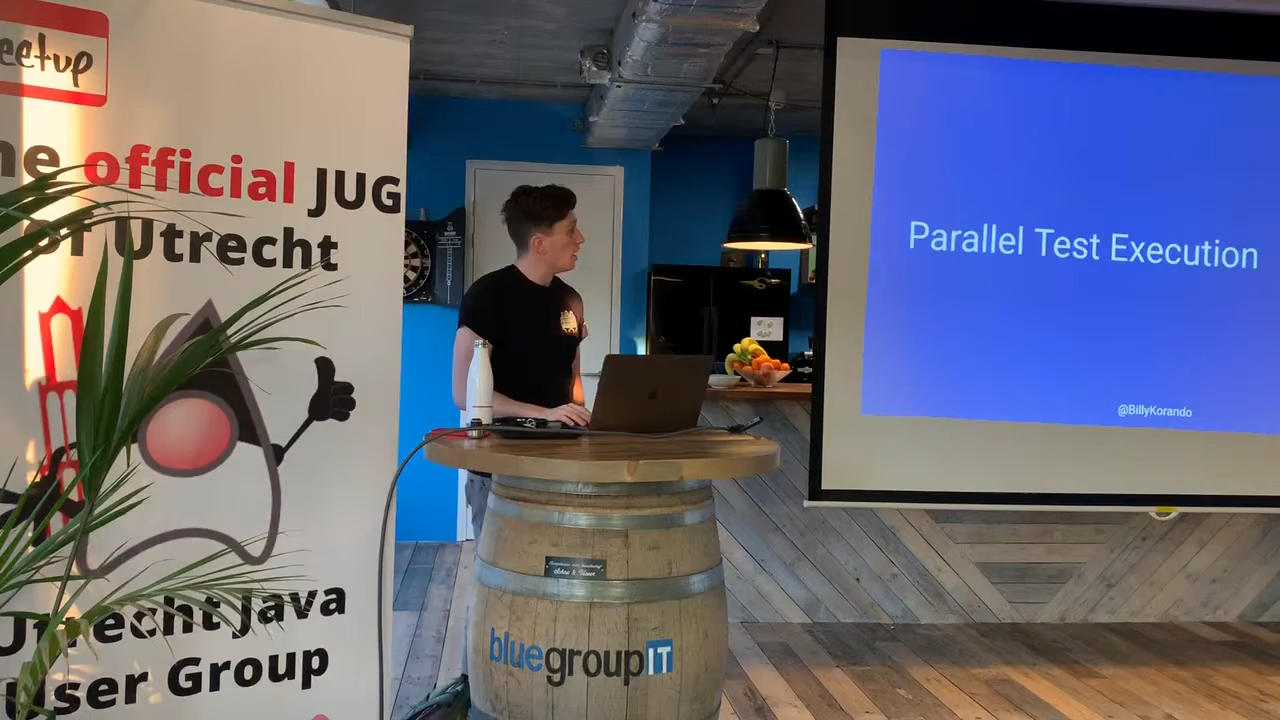 eetup
he official JUG
of Utrecht
Utrecht Java
User Group
Parallel Test Execution
@BillyKorando
bluegroupIT